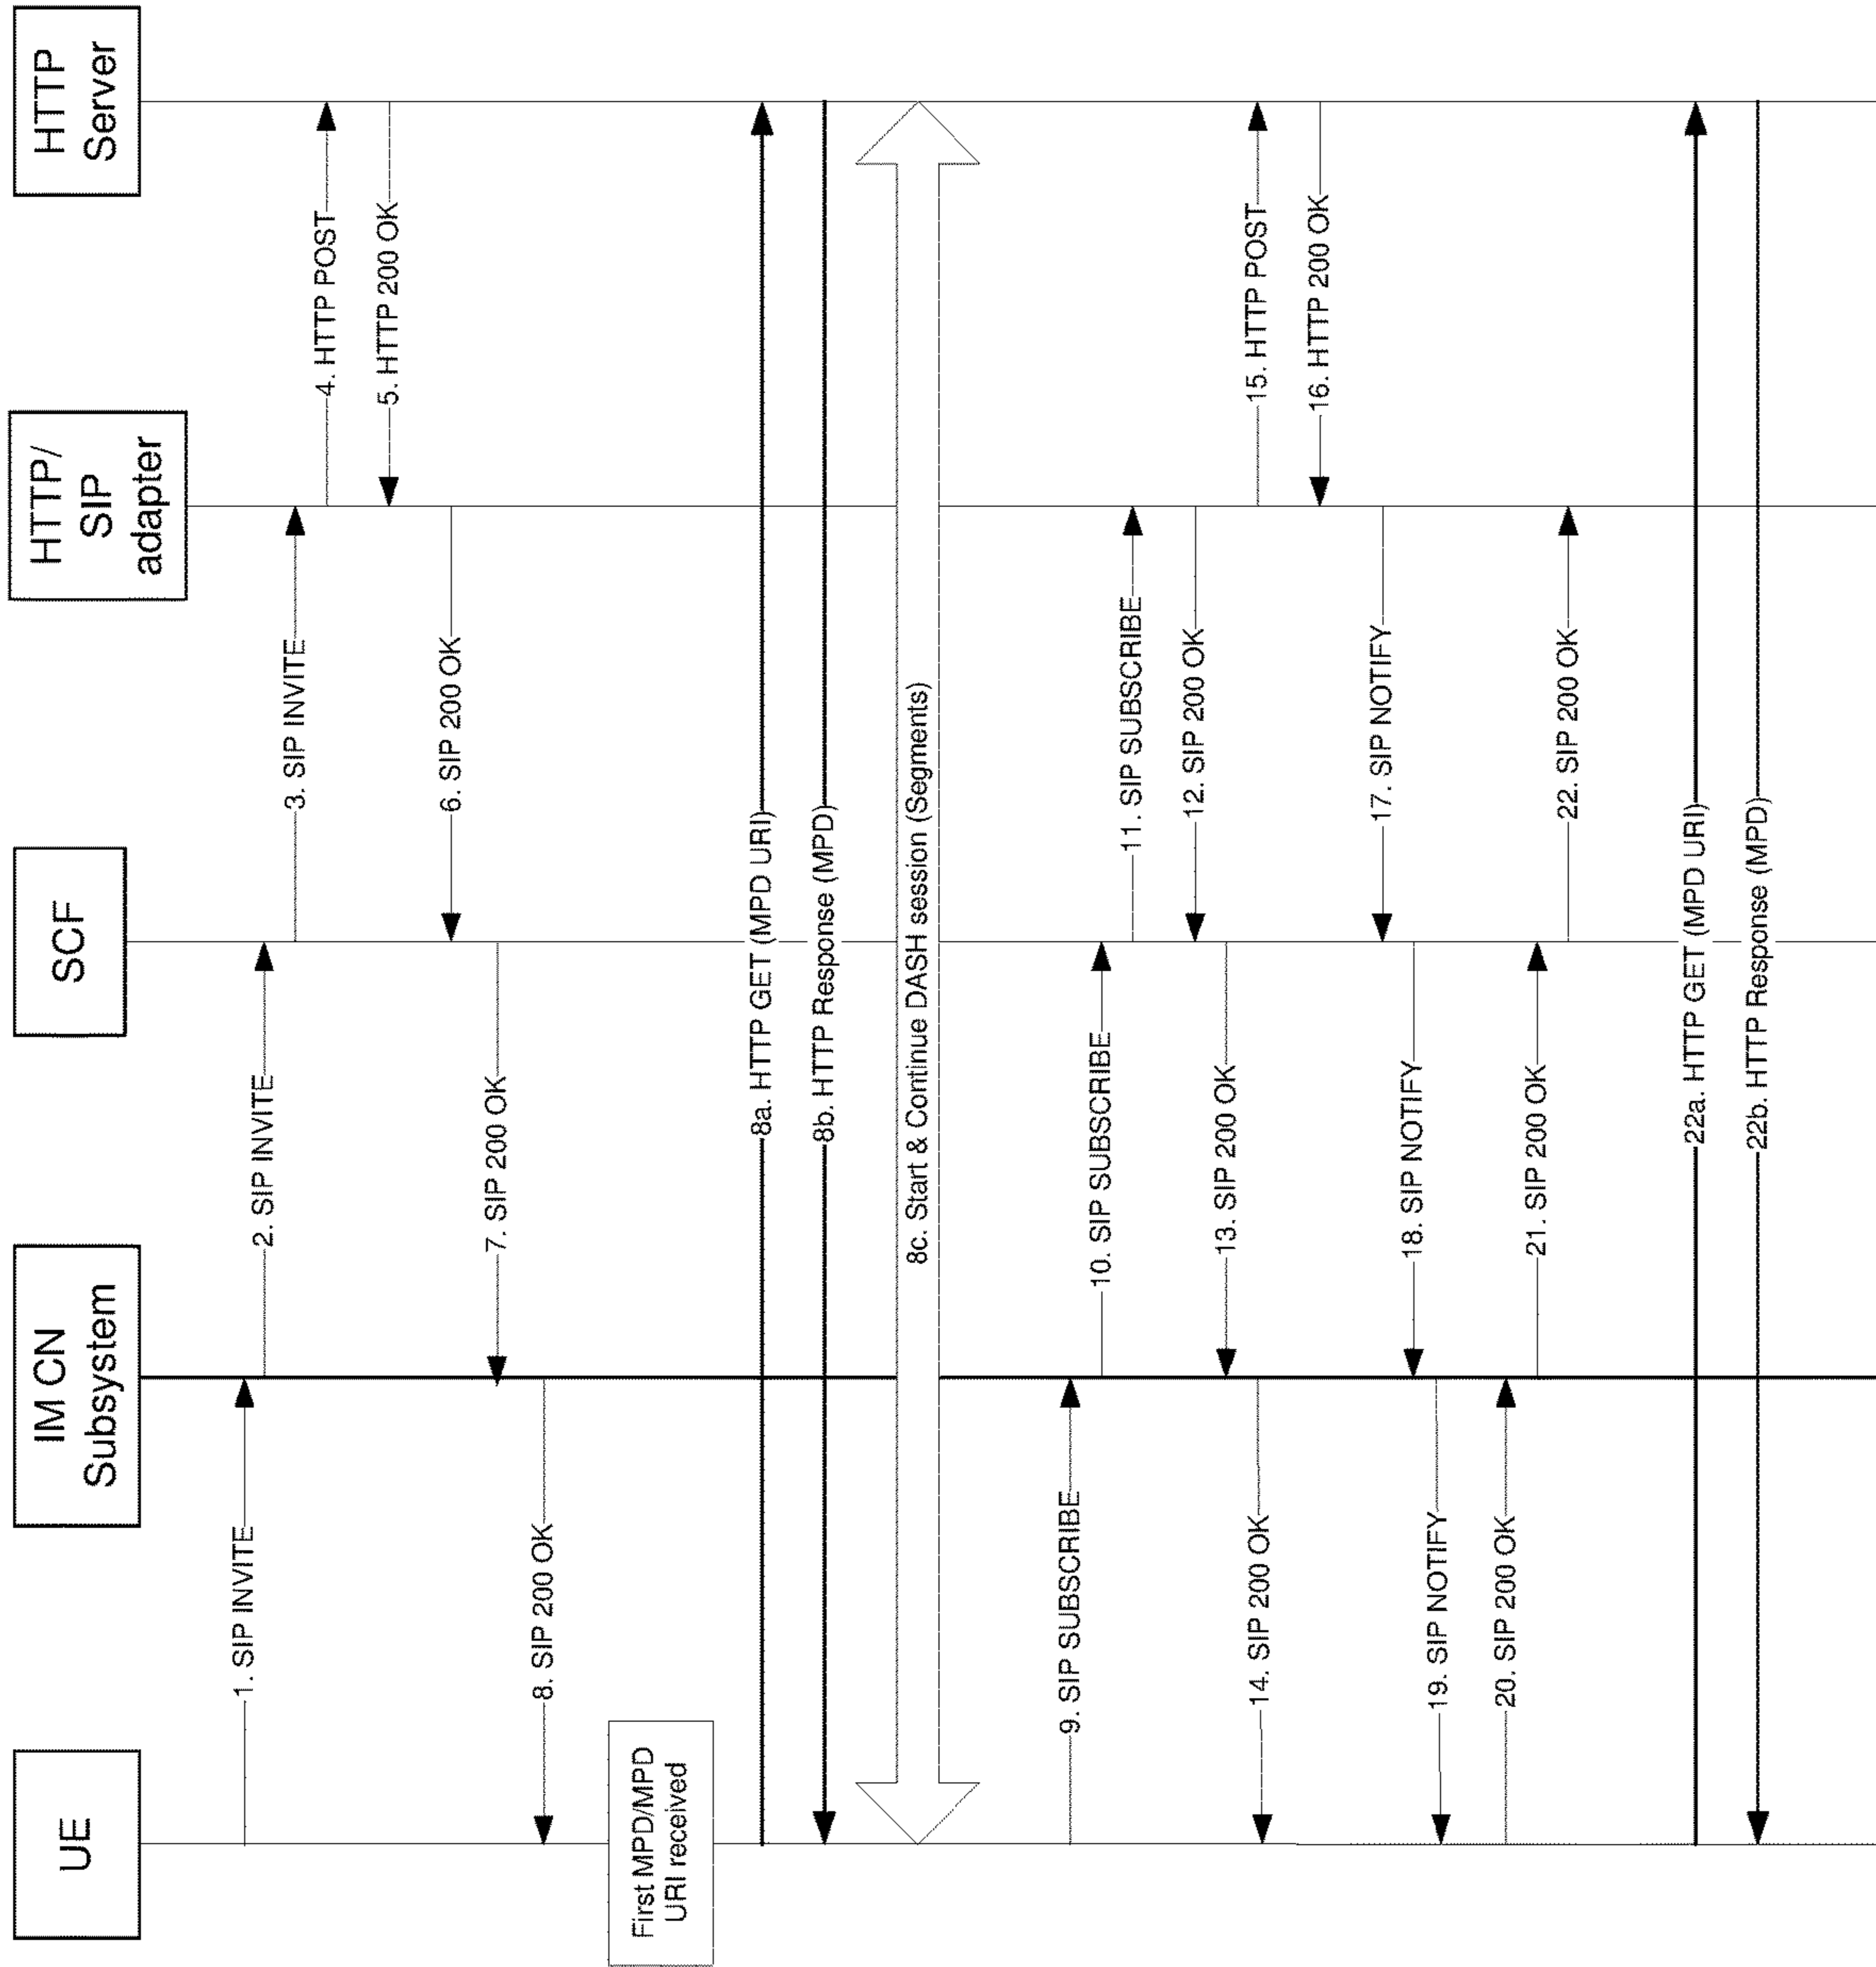 UE
IM CN
Subsystem
SCF
HTTP/
SIP
adapter
HTTP
Server
1. SIP INVITE
2. SIP INVITE
3. SIP INVITE
4. HTTP POST
5. HTTP 200 OK
6. SIP 200 OK
7. SIP 200 OK
8. SIP 200 OK
First MPD/MPD
URI received
8a. HTTP GET (MPD URI)
8b. HTTP Response (MPD)
8c. Start & Continue DASH session (Segments)
9. SIP SUBSCRIBE
10. SIP SUBSCRIBE
11. SIP SUBSCRIBE
12. SIP 200 OK
13. SIP 200 OK
14. SIP 200 OK
15. HTTP POST
16. HTTP 200 OK
17. SIP NOTIFY
18. SIP NOTIFY
19. SIP NOTIFY
20. SIP 200 OK
21. SIP 200 OK
22. SIP 200 OK
22a. HTTP GET (MPD URI)
22b. HTTP Response (MPD)